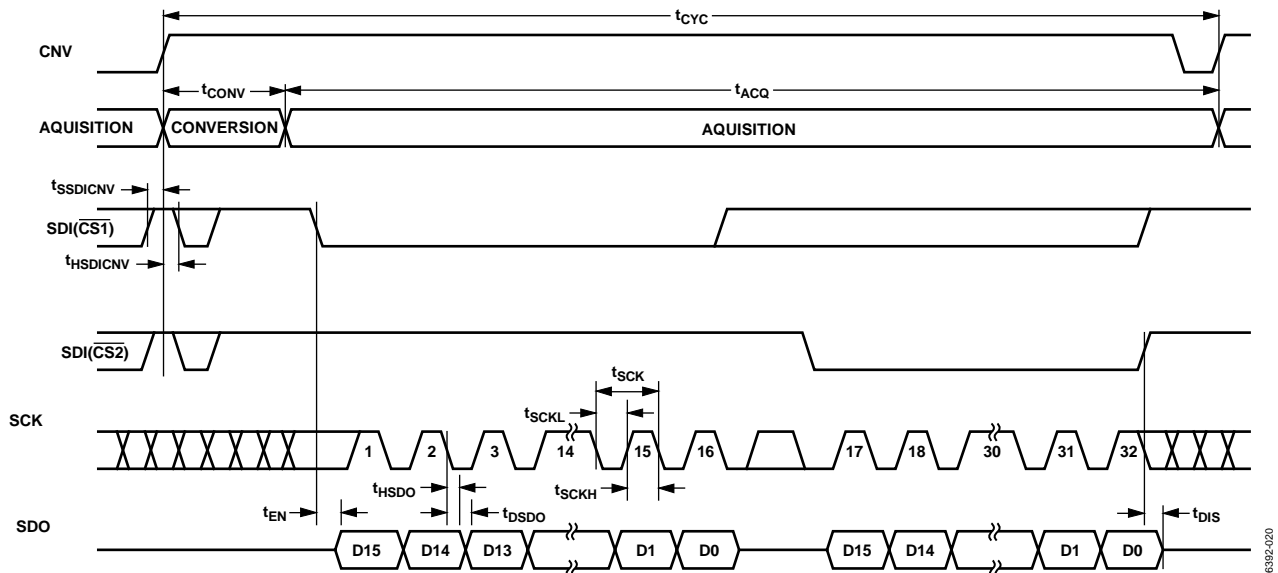 tCYC
CNV
tCONV
tACQ
AQUISITION CONVERSION AQUISITION
tSSDICNV
SDI(CS1)
tHSDICNV
SDI(CS2)
tSCK
SCK
tSCKL
1 2 3 14 15 16 17 18 30 31 32
tHSDO
tSCKH
tEN
tDSDO
tDIS
SDO
D15 D14 D13 D1 D0 D15 D14 D1 D0
6392-020